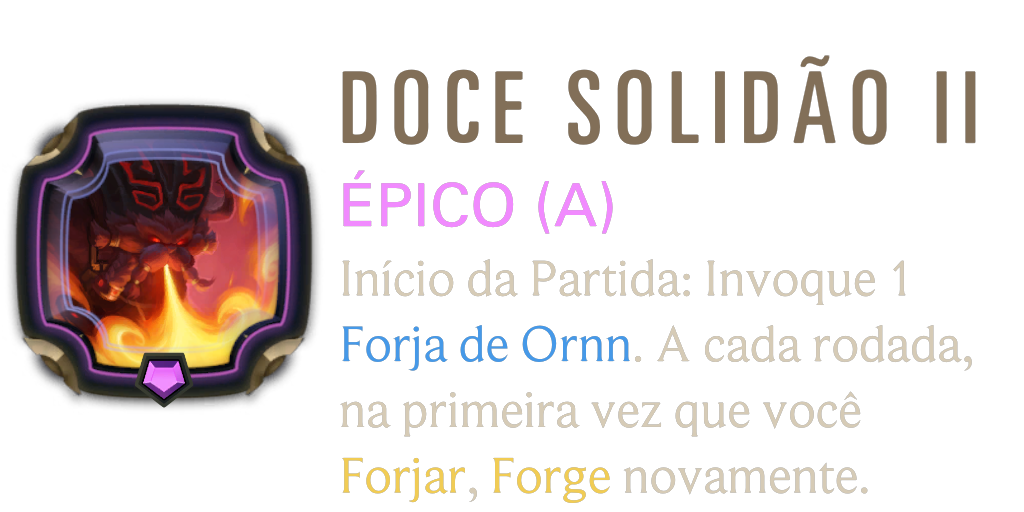 DOCE SOLIDÃO II
ÉPICO (A)
Início da Partida: Invoque 1
Forja de Ornn. A cada rodada,
na primeira vez que você
Forjar, Forge novamente.